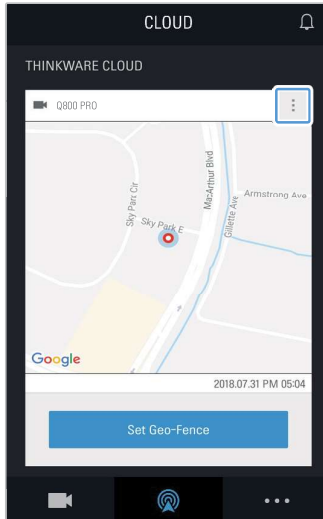 CLOUD
THINKWARE CLOUD
Q800 PRO
MacArthur Blvd
Armstrong Ave
Sky Park Cir
Gillette Ave
Sky Park E
Google
2018.07.31 PM 05:04
Set Geo-Fence